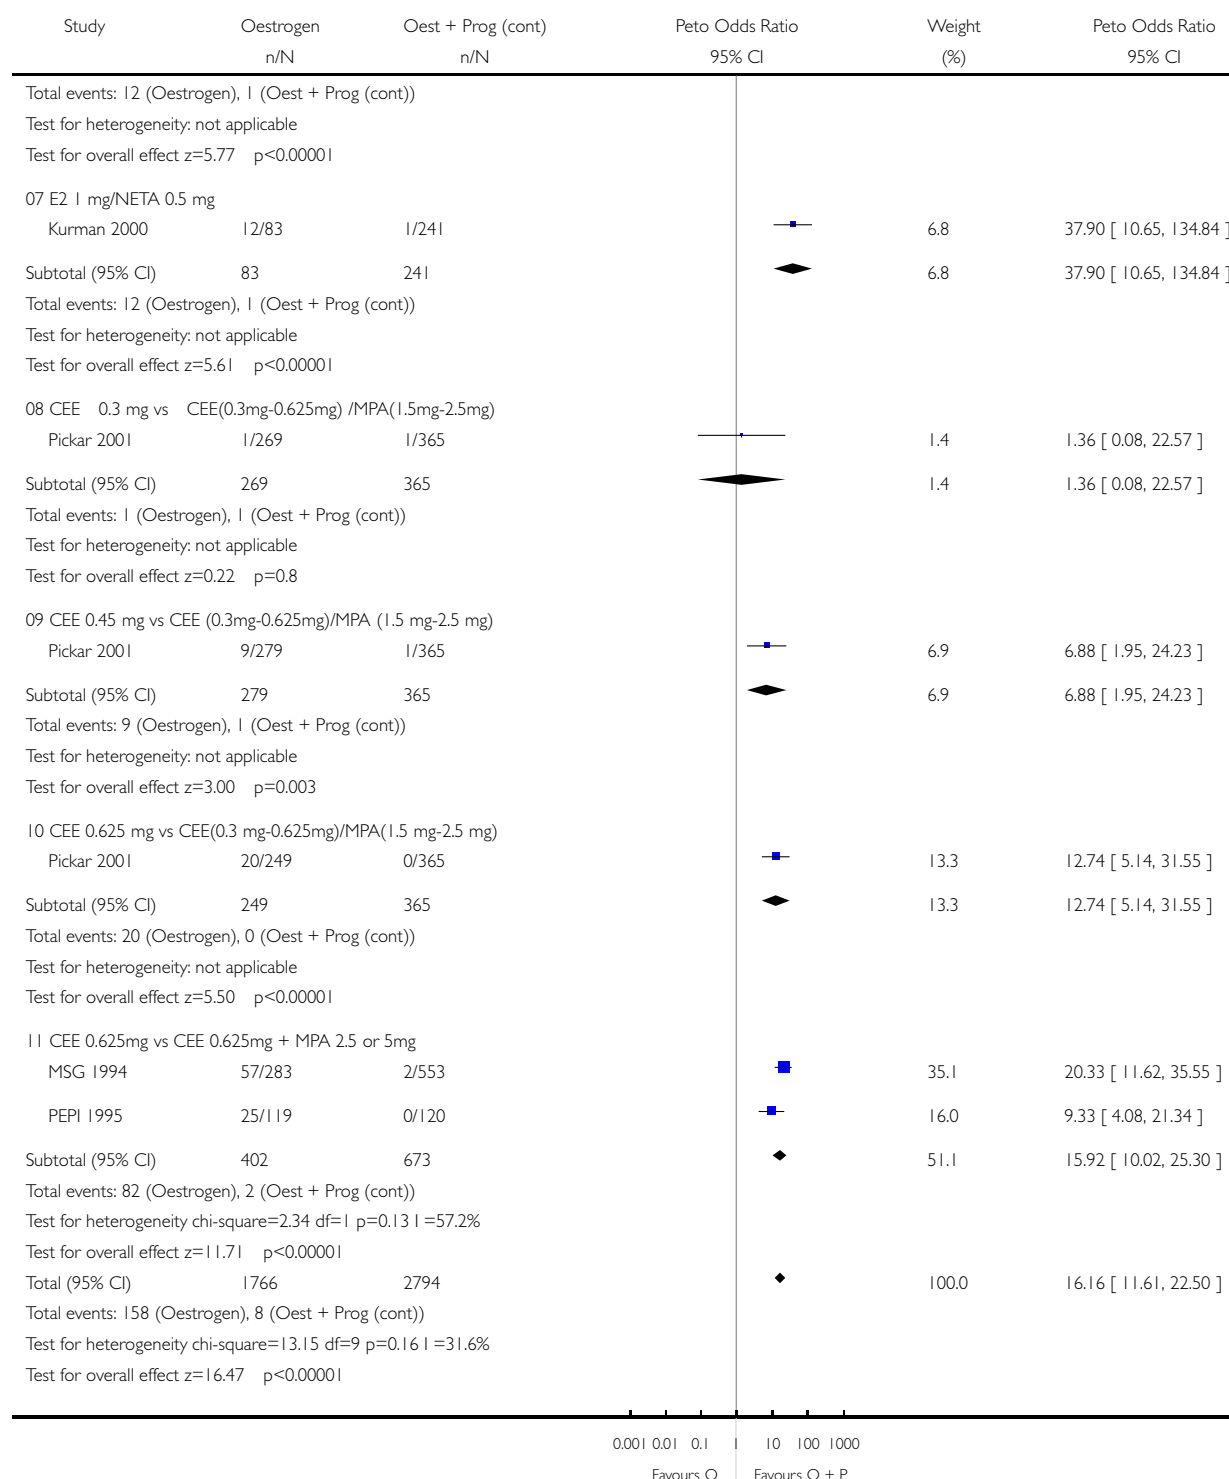 Study Oestrogen Oest + Prog (cont) Peto Odds Ratio Weight Peto Odds Ratio
n/N n/N 95% CI (%) 95% CI
Total events: 12 (Oestrogen), 1 (Oest + Prog (cont))
Test for heterogeneity: not applicable
Test for overall effect z=5.77 p<0.00001
07 E2 1 mg/NETA 0.5 mg
Kurman 2000 12/83 1/241 6.8 37.90 [ 10.65, 134.84 ]
Subtotal (95% CI) 83 241 6.8 37.90 [ 10.65, 134.84 ]
Total events: 12 (Oestrogen), 1 (Oest + Prog (cont))
Test for heterogeneity: not applicable
Test for overall effect z=5.61 p<0.00001
08 CEE 0.3 mg vs CEE(0.3mg-0.625mg) /MPA(1.5mg-2.5mg)
Pickar 2001 1/269 1/365 1.4 1.36 [ 0.08, 22.57 ]
Subtotal (95% CI) 269 365 1.4 1.36 [ 0.08, 22.57 ]
Total events: 1 (Oestrogen), 1 (Oest + Prog (cont))
Test for heterogeneity: not applicable
Test for overall effect z=0.22 p=0.8
09 CEE 0.45 mg vs CEE (0.3mg-0.625mg)/MPA (1.5 mg-2.5 mg)
Pickar 2001 9/279 1/365 6.9 6.88 [ 1.95, 24.23 ]
Subtotal (95% CI) 279 365 6.9 6.88 [ 1.95, 24.23 ]
Total events: 9 (Oestrogen), 1 (Oest + Prog (cont))
Test for heterogeneity: not applicable
Test for overall effect z=3.00 p=0.003
10 CEE 0.625 mg vs CEE(0.3 mg-0.625mg)/MPA(1.5 mg-2.5 mg)
Pickar 2001 20/249 0/365 13.3 12.74 [ 5.14, 31.55 ]
Subtotal (95% CI) 249 365 13.3 12.74 [ 5.14, 31.55 ]
Total events: 20 (Oestrogen), 0 (Oest + Prog (cont))
Test for heterogeneity: not applicable
Test for overall effect z=5.50 p<0.00001
11 CEE 0.625mg vs CEE 0.625mg + MPA 2.5 or 5mg
MSG 1994 57/283 2/553 35.1 20.33 [ 11.62, 35.55 ]
PEPI 1995 25/119 0/120 16.0 9.33 [ 4.08, 21.34 ]
Subtotal (95% CI) 402 673 51.1 15.92 [ 10.02, 25.30 ]
Total events: 82 (Oestrogen), 2 (Oest + Prog (cont))
Test for heterogeneity chi-square=2.34 df=1 p=0.13 I =57.2%
Test for overall effect z=11.71 p<0.00001
Total (95% CI) 1766 2794 100.0 16.16 [ 11.61, 22.50 ]
Total events: 158 (Oestrogen), 8 (Oest + Prog (cont))
Test for heterogeneity chi-square=13.15 df=9 p=0.16 I =31.6%
Test for overall effect z=16.47 p<0.00001
0.001 0.01 0.1 1 10 100 1000
Favours O Favours O + P